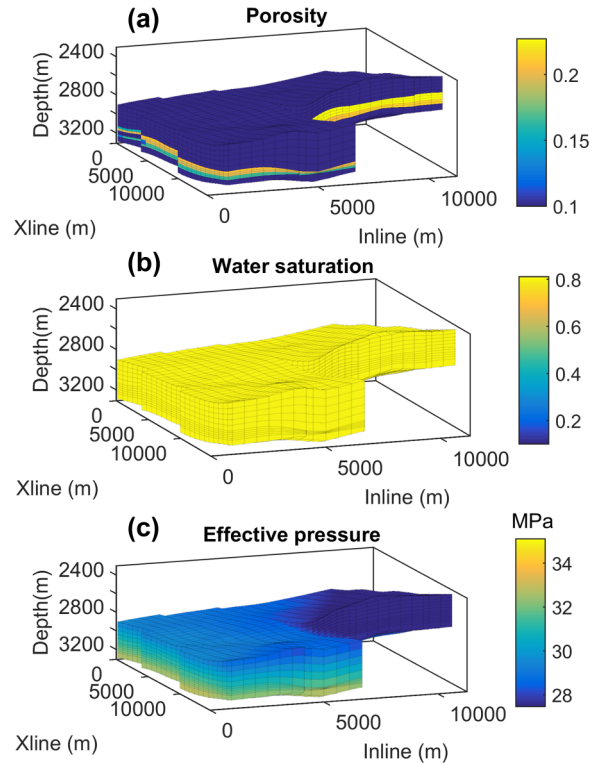 (a)
Porosity
Depth(m)
2400
2800
3200
0
5000
10000
Xline (m)
0
5000
10000
Inline (m)
0.2
0.15
0.1
(b)
Water saturation
Depth(m)
2400
2800
3200
0
5000
10000
Xline (m)
0
5000
10000
Inline (m)
0.8
0.6
0.4
0.2
(c)
Effective pressure
MPa
Depth(m)
2400
2800
3200
0
5000
10000
Xline (m)
0
5000
10000
Inline (m)
34
32
30
28